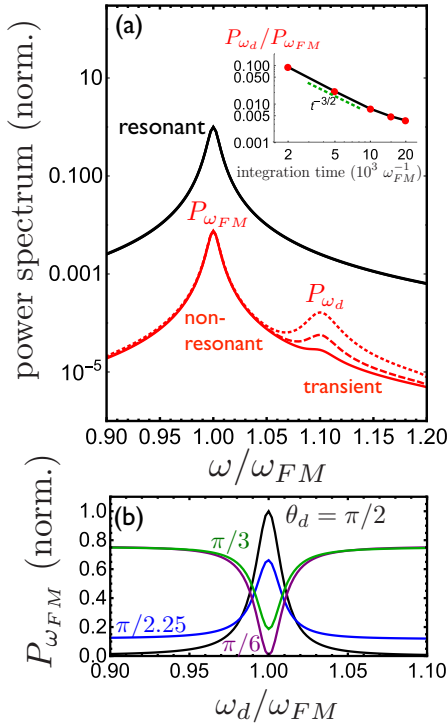 (a)
power spectrum (norm.)
10
0.100
0.001
10⁻⁵
resonant
P_{ω_d}/P_{ω_{FM}}
0.100
0.050
0.010
0.005
0.001
t^{-3/2}
2 5 10 20
integration time (10³ ω_{FM}^{-1})
P_{ω_{FM}}
P_{ω_d}
non-
resonant
transient
0.90 0.95 1.00 1.05 1.10 1.15 1.20
ω/ω_{FM}
(b)
P_{ω_{FM}} (norm.)
1.0
0.8
0.6
0.4
0.2
0.0
θ_d = π/2
π/3
π/2.25
π/6
0.90 0.95 1.00 1.05 1.10
ω_d/ω_{FM}